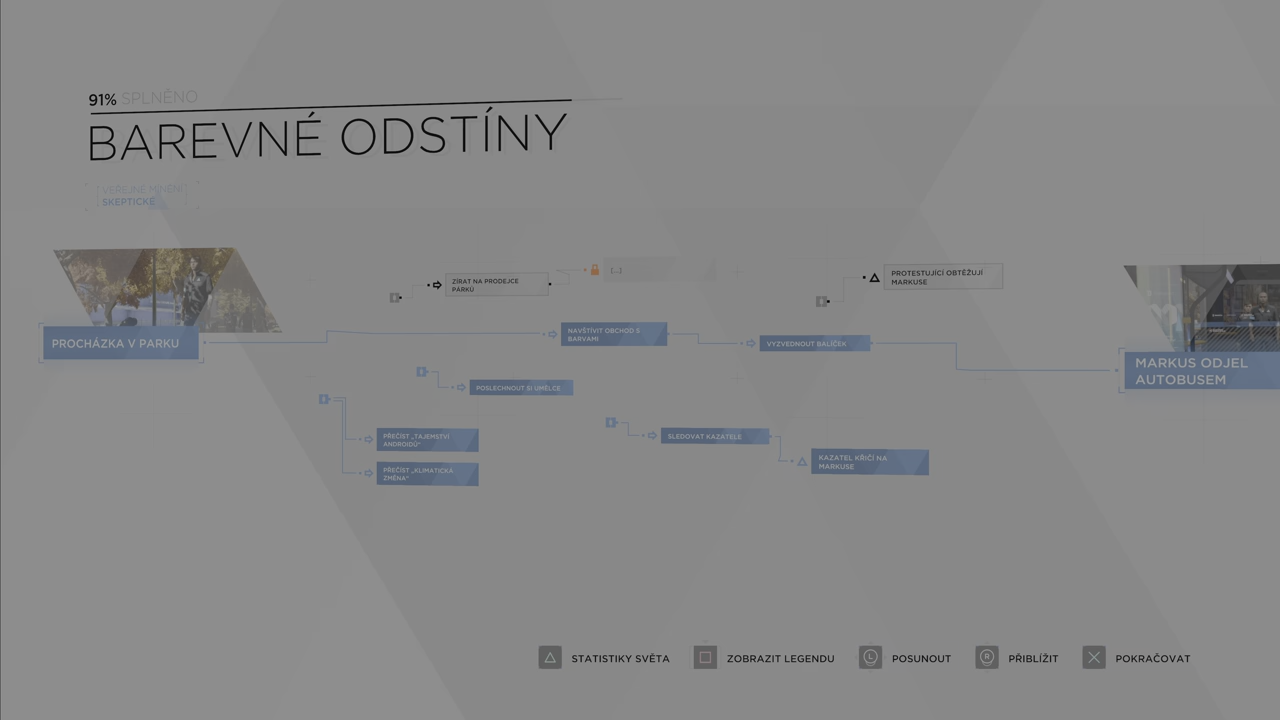 91% SPLNĚNO
BAREVNÉ ODSTÍNY
VEŘEJNÉ MÍNĚNÍ
SKEPTICKÉ
ZÍRAT NA PRODEJCE
PÁRKŮ
[...]
PROTESTUJÍCÍ OBTĚŽUJÍ
MARKUSE
PROCHÁZKA V PARKU
NAVŠTÍVIT OBCHOD S
BARVAMI
VYZVEDNOUT BALÍČEK
MARKUS ODJEL
AUTOBUSEM
POSLECHNOUT SI UMĚLCE
PŘEČÍST „TAJEMSTVÍ
ANDROIDŮ“
SLEDOVAT KAZATELE
KAZATEL KŘIČÍ NA
MARKUSE
PŘEČÍST „KLIMATICKÁ
ZMĚNA“
STATISTIKY SVĚTA
ZOBRAZIT LEGENDU
L POSUNOUT
R PŘIBLÍŽIT
POKRAČOVAT